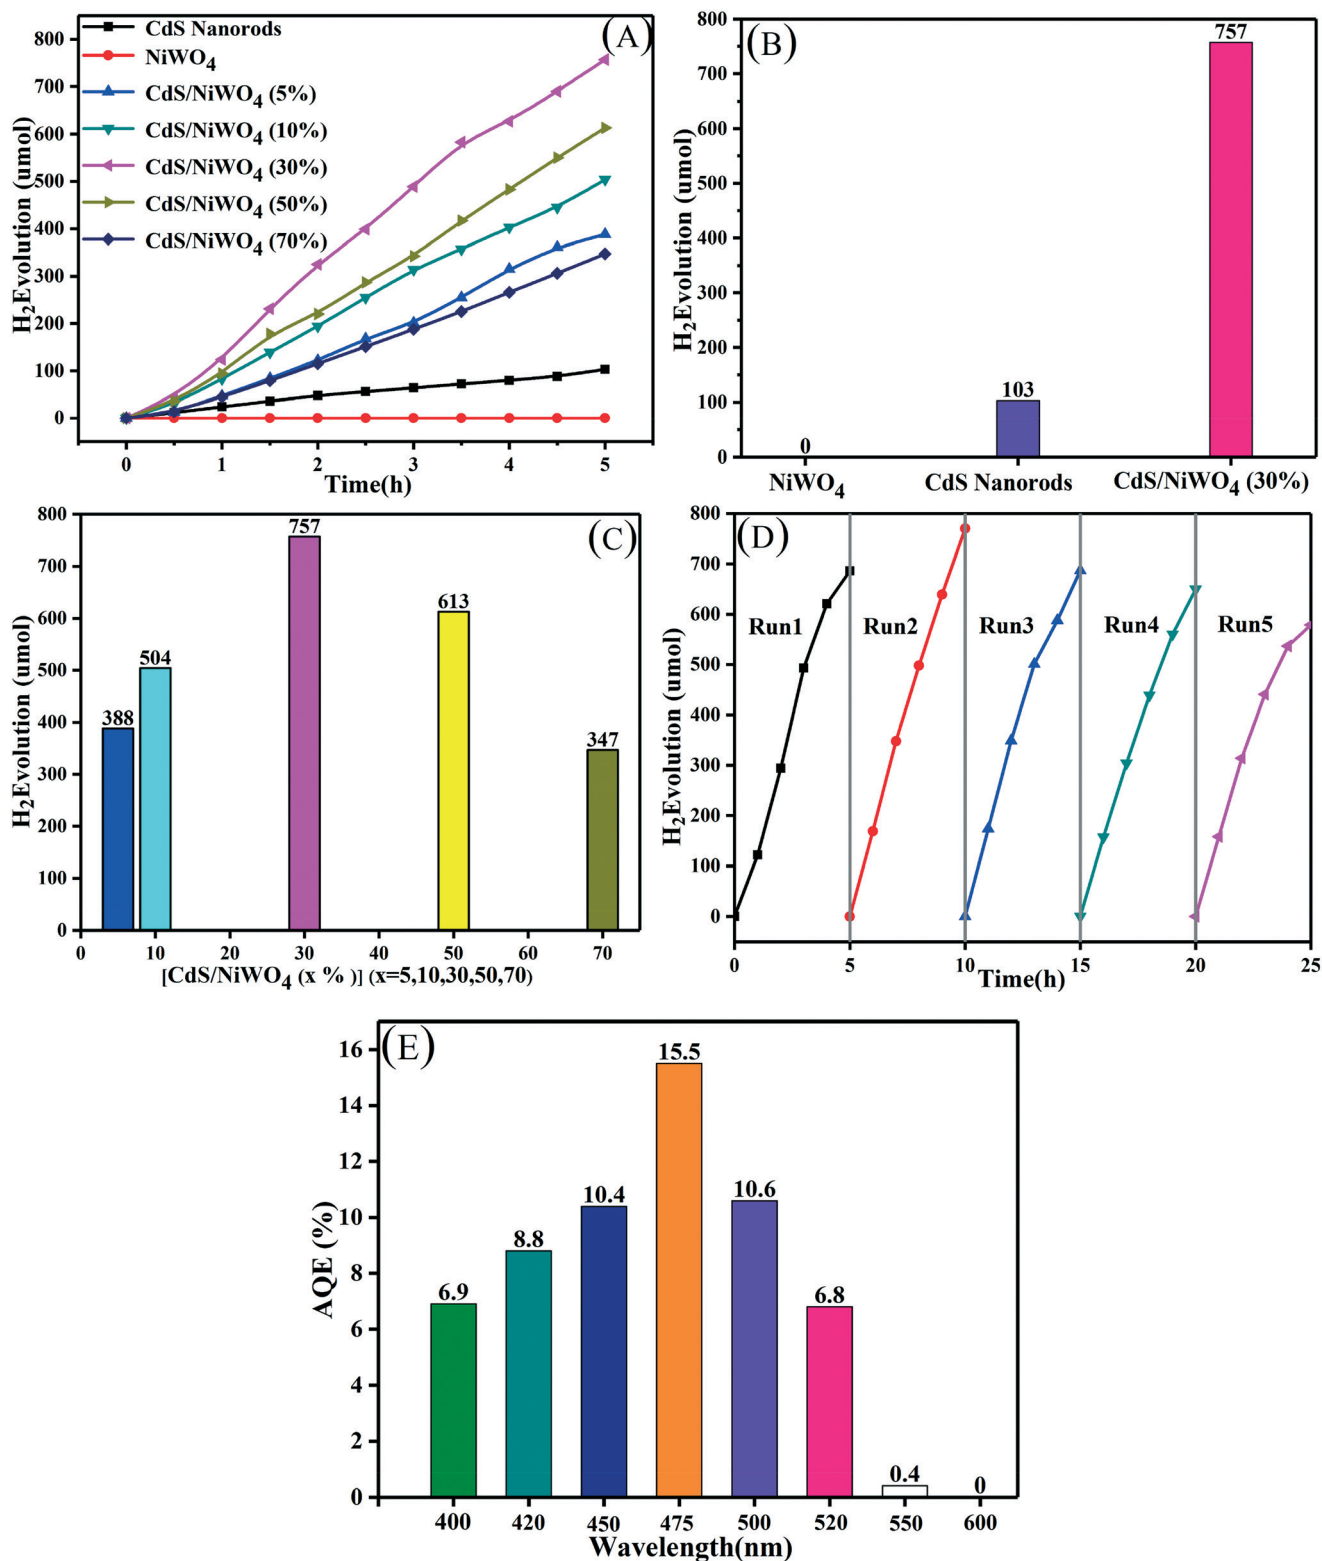 (A)
CdS Nanorods
NiWO4
CdS/NiWO4 (5%)
CdS/NiWO4 (10%)
CdS/NiWO4 (30%)
CdS/NiWO4 (50%)
CdS/NiWO4 (70%)
H2Evolution (umol)
800
700
600
500
400
300
200
100
0
0 1 2 3 4 5
Time(h)
(B)
H2Evolution (umol)
800
700
600
500
400
300
200
100
0
0
103
757
NiWO4 CdS Nanorods CdS/NiWO4 (30%)
(C)
H2Evolution (umol)
800
700
600
500
400
300
200
100
0
388
504
757
613
347
0 10 20 30 40 50 60 70
[CdS/NiWO4 (x % )] (x=5,10,30,50,70)
(D)
H2Evolution (umol)
800
700
600
500
400
300
200
100
0
Run1 Run2 Run3 Run4 Run5
0 5 10 15 20 25
Time(h)
(E)
AQE (%)
16
14
12
10
8
6
4
2
0
6.9
8.8
10.4
15.5
10.6
6.8
0.4
0
400 420 450 475 500 520 550 600
Wavelength(nm)